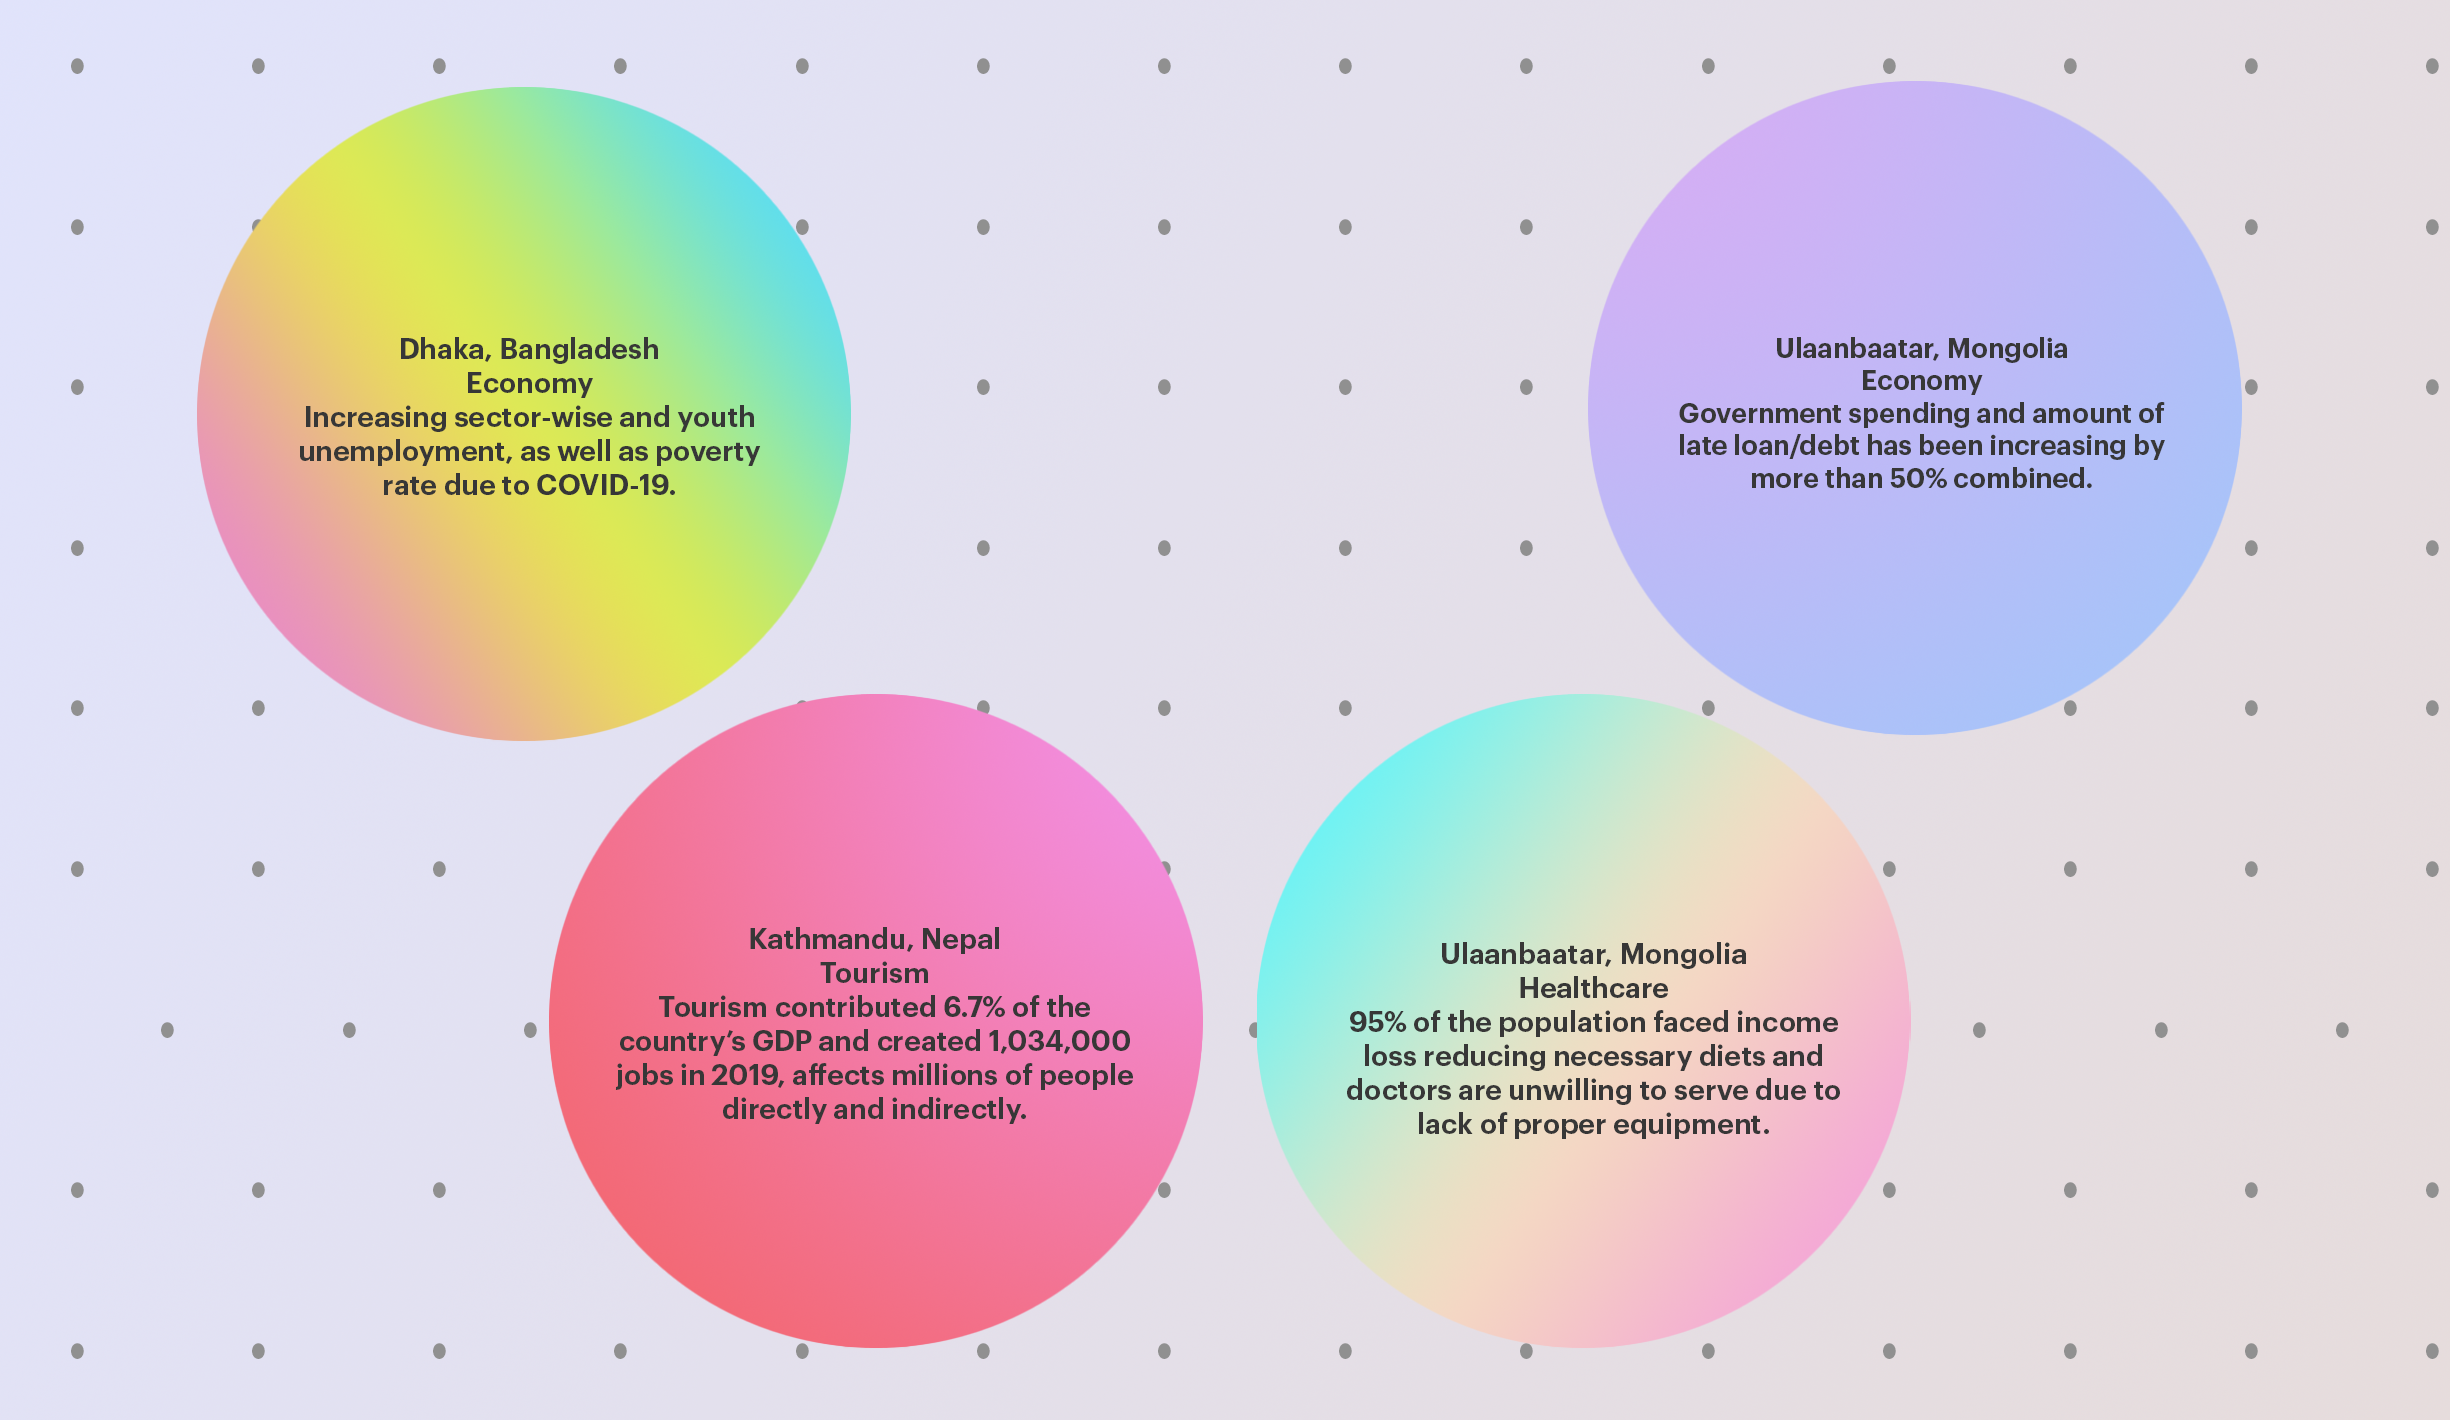 Dhaka, Bangladesh
Economy
Increasing sector-wise and youth
unemployment, as well as poverty
rate due to COVID-19.
Ulaanbaatar, Mongolia
Economy
Government spending and amount of
late loan/debt has been increasing by
more than 50% combined.
Kathmandu, Nepal
Tourism
Tourism contributed 6.7% of the
country’s GDP and created 1,034,000
jobs in 2019, affects millions of people
directly and indirectly.
Ulaanbaatar, Mongolia
Healthcare
95% of the population faced income
loss reducing necessary diets and
doctors are unwilling to serve due to
lack of proper equipment.